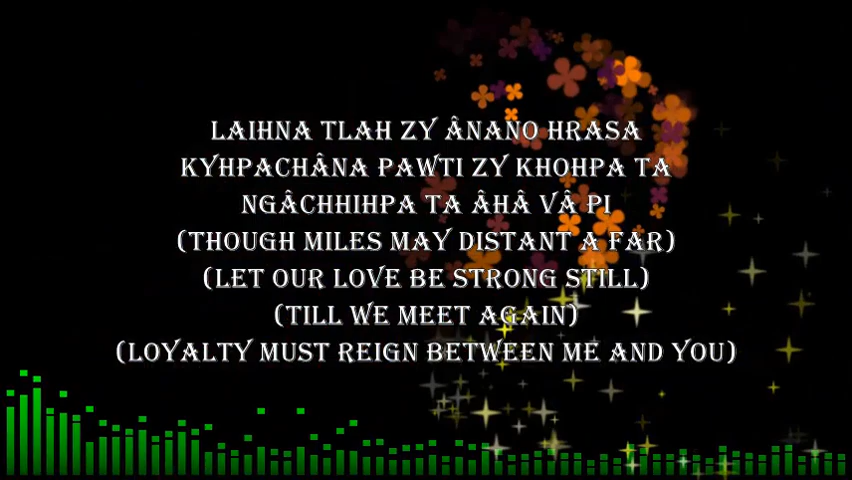 LAIHNA TLAH ZY ÂNANO HRASA
KYHPACHÂNA PAWTI ZY KHOHPA TA
NGÂCHHIHPA TA ÂHÂ VÂ PI
(THOUGH MILES MAY DISTANT A FAR)
(LET OUR LOVE BE STRONG STILL)
(TILL WE MEET AGAIN)
(LOYALTY MUST REIGN BETWEEN ME AND YOU)